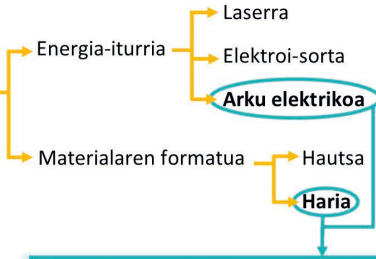 Laserra
Energia-iturria
Elektroi-sorta
Arku elektrikoa
Materialaren formatua
Hautsa
Haria